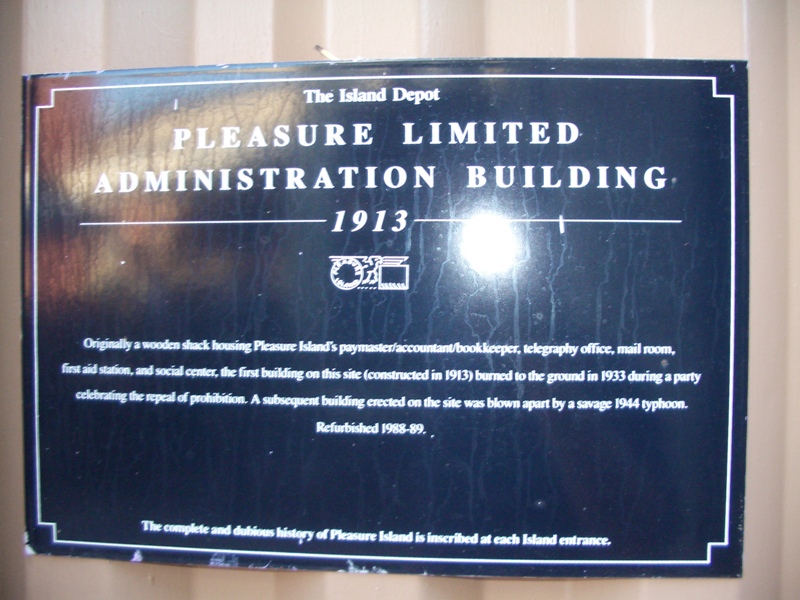 The Island Depot
PLEASURE LIMITED
ADMINISTRATION BUILDING
1913
Originally a wooden shack housing Pleasure Island's paymaster/accountant/bookkeeper, telegraphy office, mail room,
first aid station, and social center, the first building on this site (constructed in 1913) burned to the ground in 1933 during a party
celebrating the repeal of prohibition. A subsequent building erected on the site was blown apart by a savage 1944 typhoon.
Refurbished 1988-89.
The complete and dubious history of Pleasure Island is inscribed at each Island entrance.